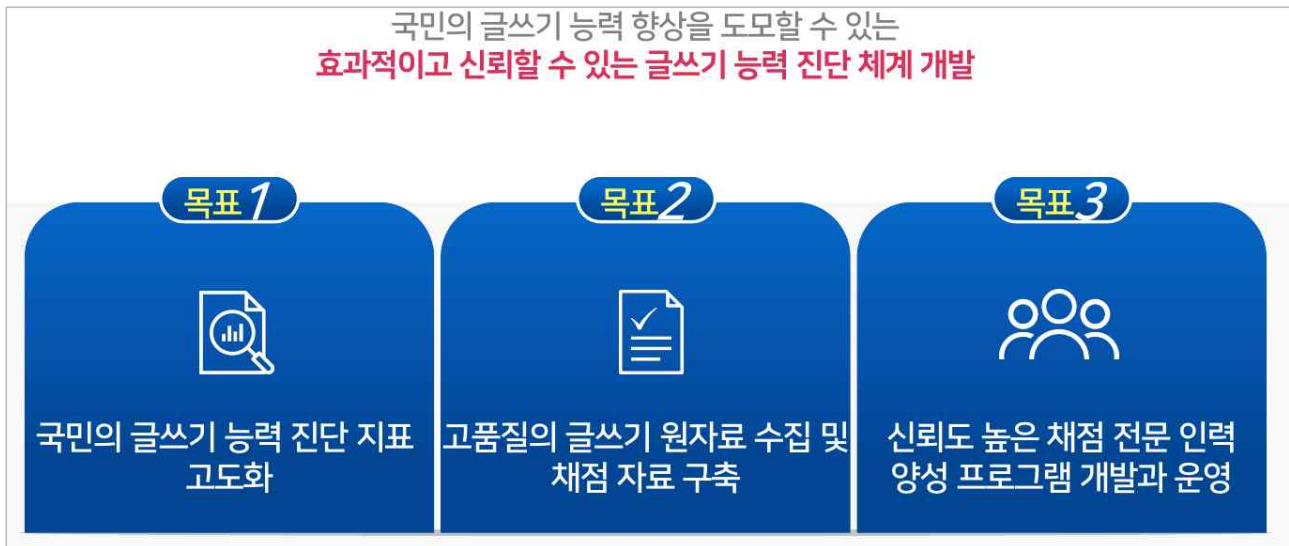 국민의 글쓰기 능력 향상을 도모할 수 있는
효과적이고 신뢰할 수 있는 글쓰기 능력 진단 체계 개발
목표1
국민의 글쓰기 능력 진단 지표
고도화
목표2
고품질의 글쓰기 원자료 수집 및
채점 자료 구축
목표3
신뢰도 높은 채점 전문 인력
양성 프로그램 개발과 운영